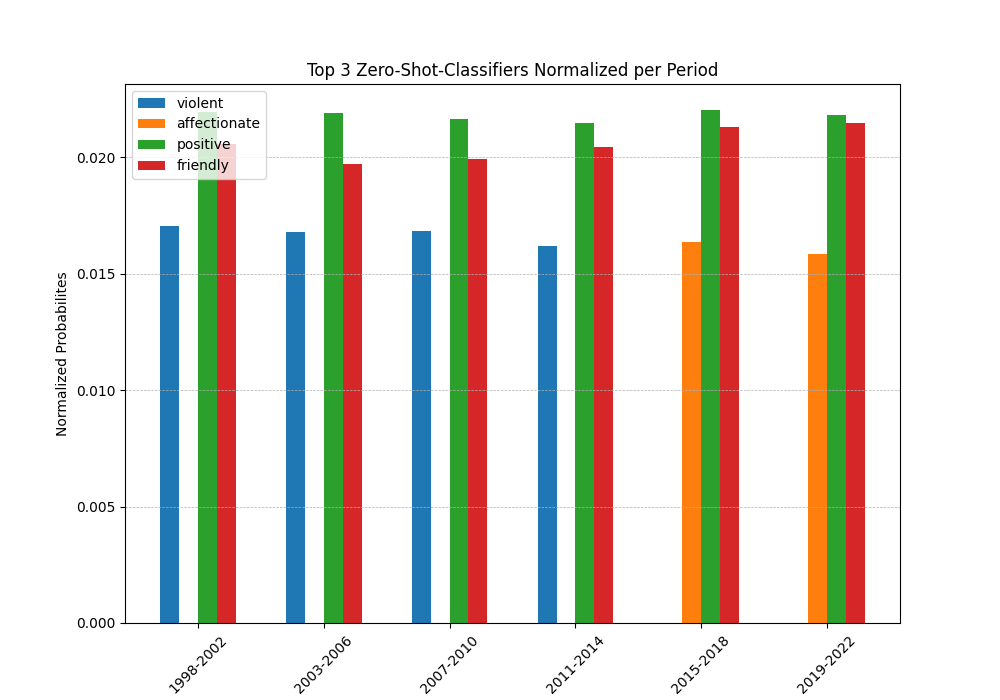 Top 3 Zero-Shot-Classifiers Normalized per Period
violent
affectionate
positive
friendly
Normalized Probabilites
0.020
0.015
0.010
0.005
0.000
1998-2002
2003-2006
2007-2010
2011-2014
2015-2018
2019-2022